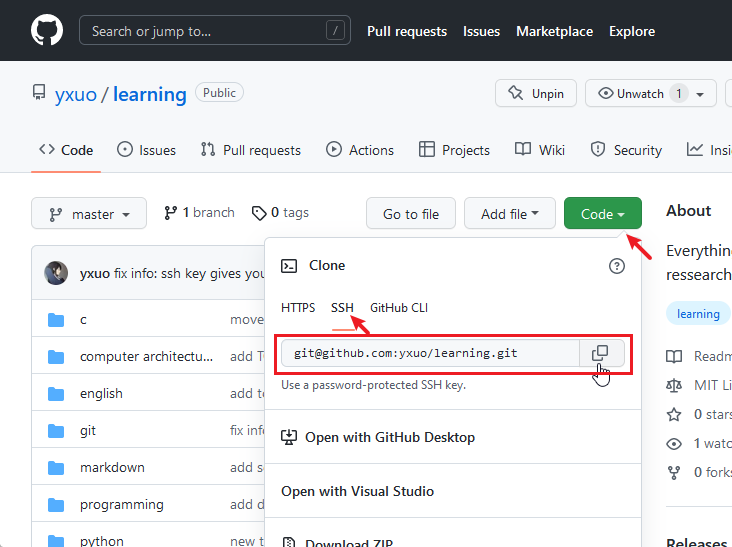 Search or jump to... /
Pull requests Issues Marketplace Explore
yxuo / learning Public
Unpin Unwatch 1
Code Issues Pull requests Actions Projects Wiki Security Insi
master 1 branch 0 tags Go to file Add file Code
About
yxuo fix info: ssh key gives you
Clone
Everything
ressearch
HTTPS SSH GitHub CLI
c move
learning
git@github.com:yxuo/learning.git
computer architectu... add T
Readm
Use a password-protected SSH key.
MIT Li
english add to
0 stars
git fix info
Open with GitHub Desktop
1 watc
markdown add s
0 forks
Open with Visual Studio
programming add d
python new t
Download ZIP
Releases